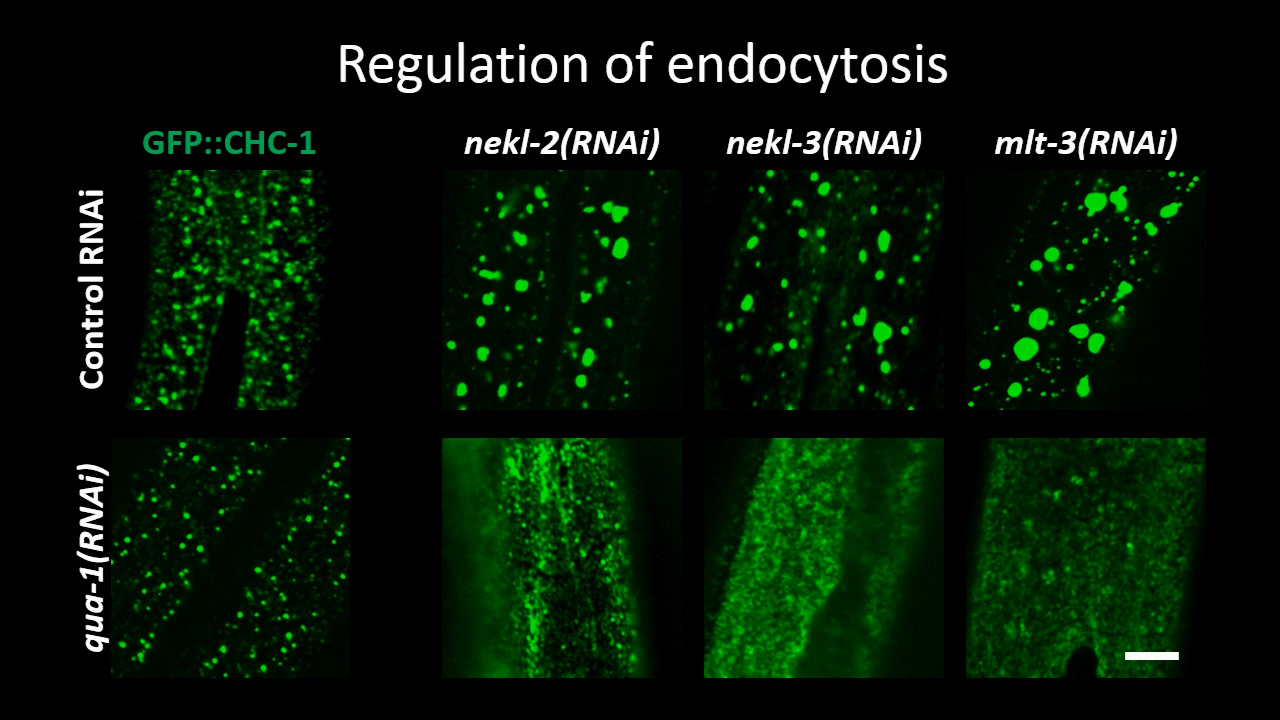 Regulation of endocytosis
GFP::CHC-1
nekl-2(RNAi)
nekl-3(RNAi)
mlt-3(RNAi)
Control RNAi
qua-1(RNAi)